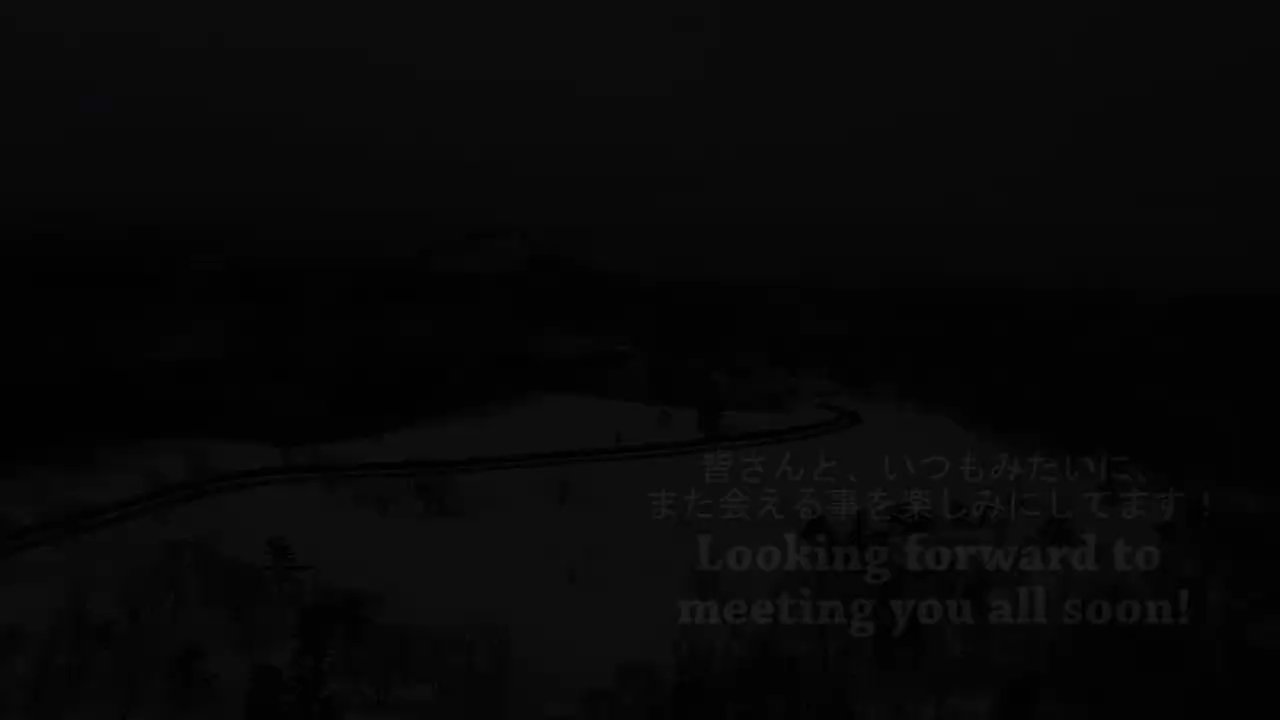 皆さんと、いつもみたいに、
また会える事を楽しみにしてます！
Looking forward to
meeting you all soon!